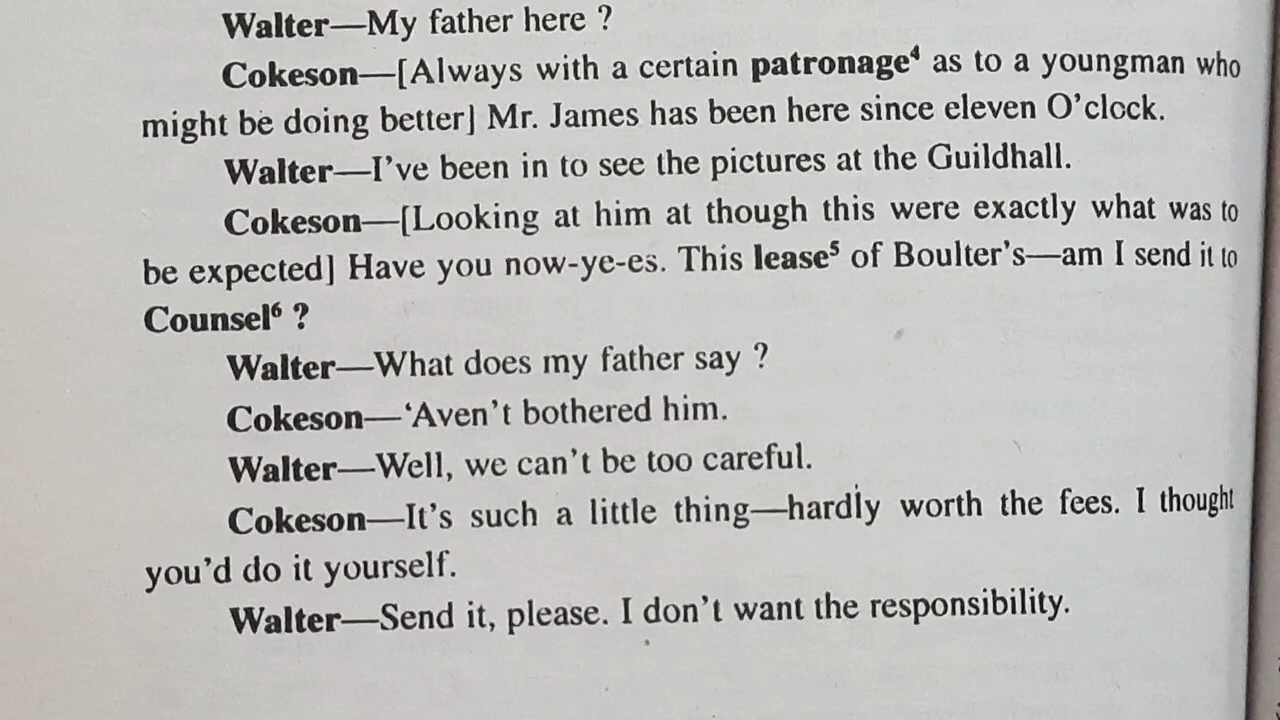 Walter—My father here ?
Cokeson—[Always with a certain patronage⁴ as to a youngman who
might be doing better] Mr. James has been here since eleven O'clock.
Walter—I've been in to see the pictures at the Guildhall.
Cokeson—[Looking at him at though this were exactly what was to
be expected] Have you now-ye-es. This lease⁵ of Boulter's—am I send it to
Counsel⁶ ?
Walter—What does my father say ?
Cokeson—‘Aven't bothered him.
Walter—Well, we can't be too careful.
Cokeson—It's such a little thing—hardly worth the fees. I thought
you'd do it yourself.
Walter—Send it, please. I don't want the responsibility.